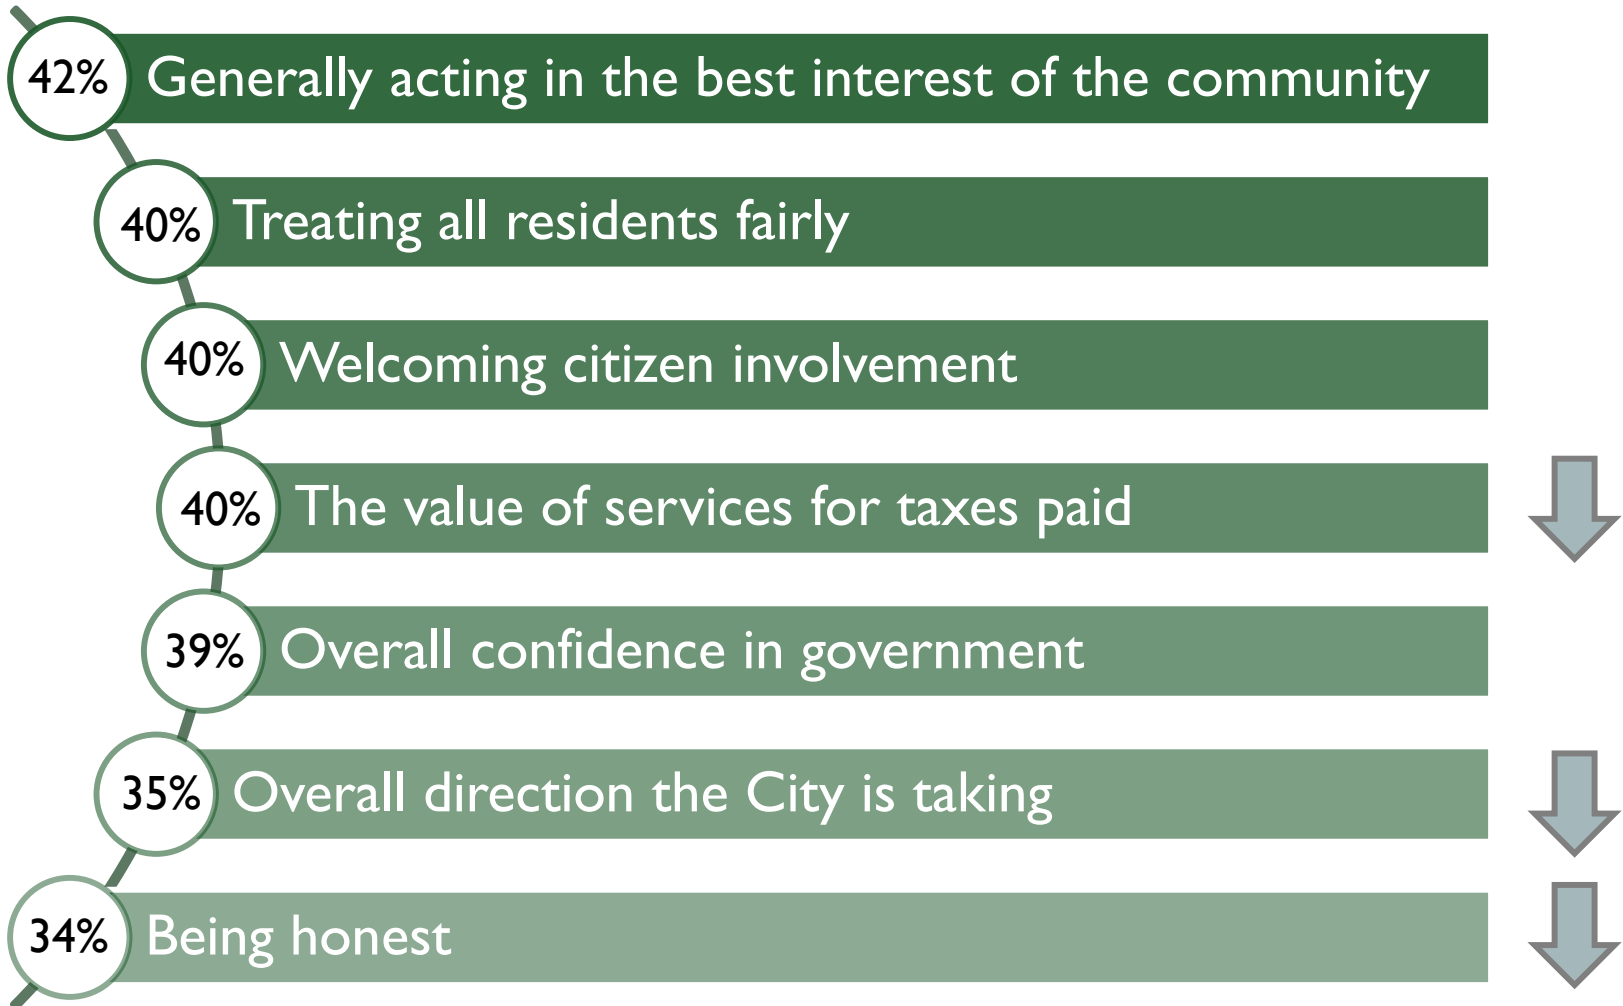 42% Generally acting in the best interest of the community
40% Treating all residents fairly
40% Welcoming citizen involvement
40% The value of services for taxes paid
39% Overall confidence in government
35% Overall direction the City is taking
34% Being honest